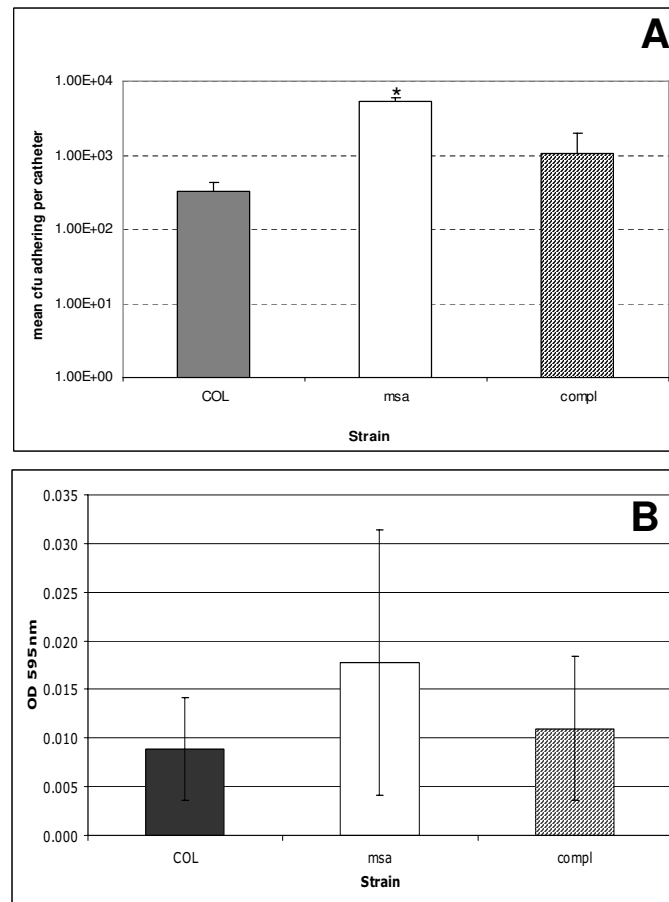 A
1.00E+04
*
1.00E+03
1.00E+02
1.00E+01
1.00E+00
mean cfu adhering per catheter
COL msa compl
Strain
B
0.035
0.030
0.025
0.020
0.015
0.010
0.005
0.000
OD 595nm
COL msa compl
Strain